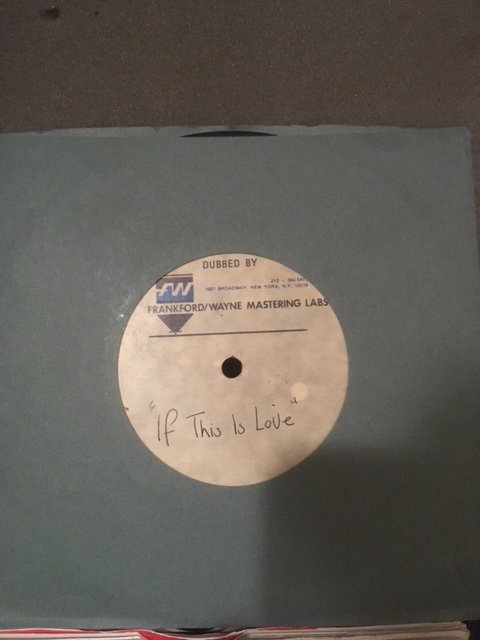 DUBBED BY
FW
1697 BROADWAY, NEW YORK, N.Y. 10019
FRANKFORD/WAYNE MASTERING LABS
"If This Is Love"